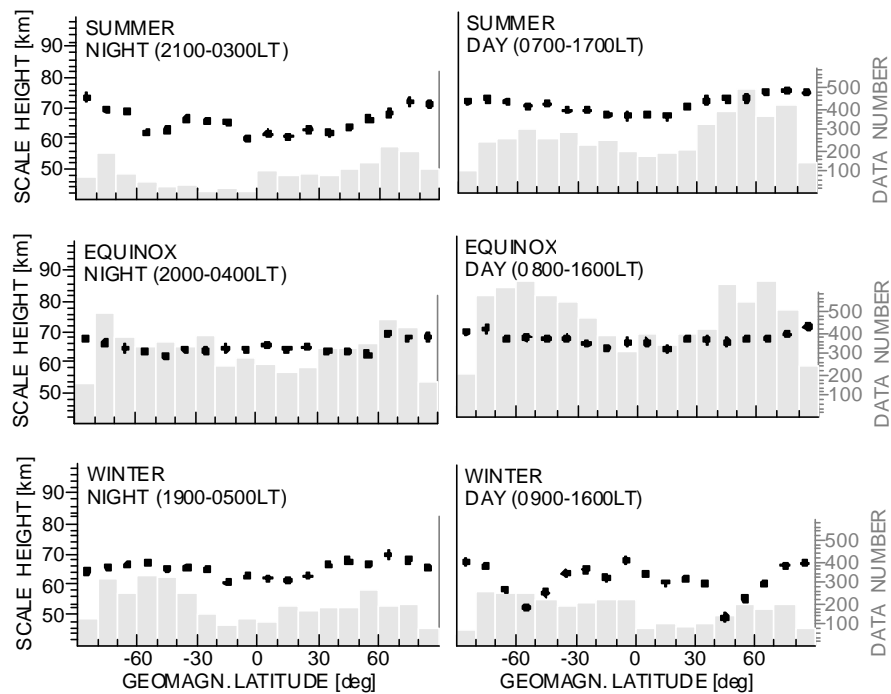 SUMMER
NIGHT (2100-0300LT)
SUMMER
DAY (0700-1700LT)
SCALE HEIGHT [km]
90
80
70
60
50
500
400
300
200
100
DATA NUMBER
EQUINOX
NIGHT (2000-0400LT)
EQUINOX
DAY (0800-1600LT)
SCALE HEIGHT [km]
90
80
70
60
50
500
400
300
200
100
DATA NUMBER
WINTER
NIGHT (1900-0500LT)
WINTER
DAY (0900-1600LT)
SCALE HEIGHT [km]
90
80
70
60
50
500
400
300
200
100
DATA NUMBER
-60 -30 0 30 60
-60 -30 0 30 60
GEOMAGN. LATITUDE [deg]
GEOMAGN. LATITUDE [deg]